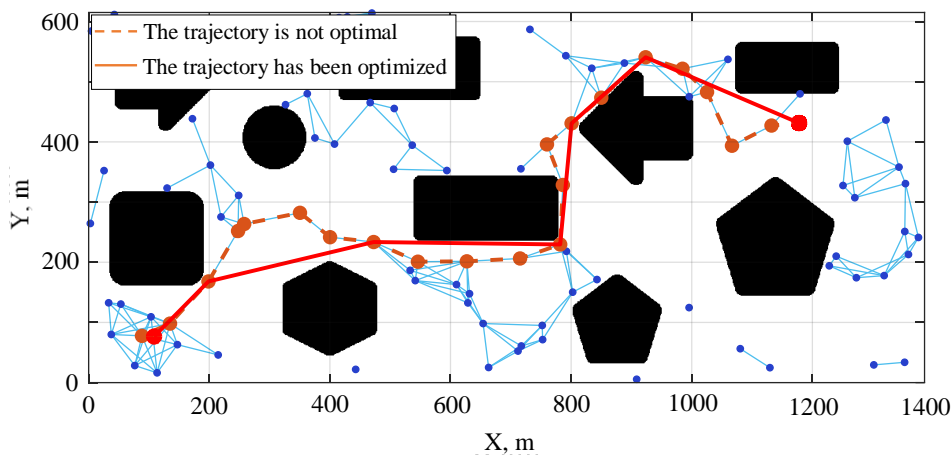 The trajectory is not optimal
The trajectory has been optimized
600
400
200
0
Y, m
0 200 400 600 800 1000 1200 1400
X, m